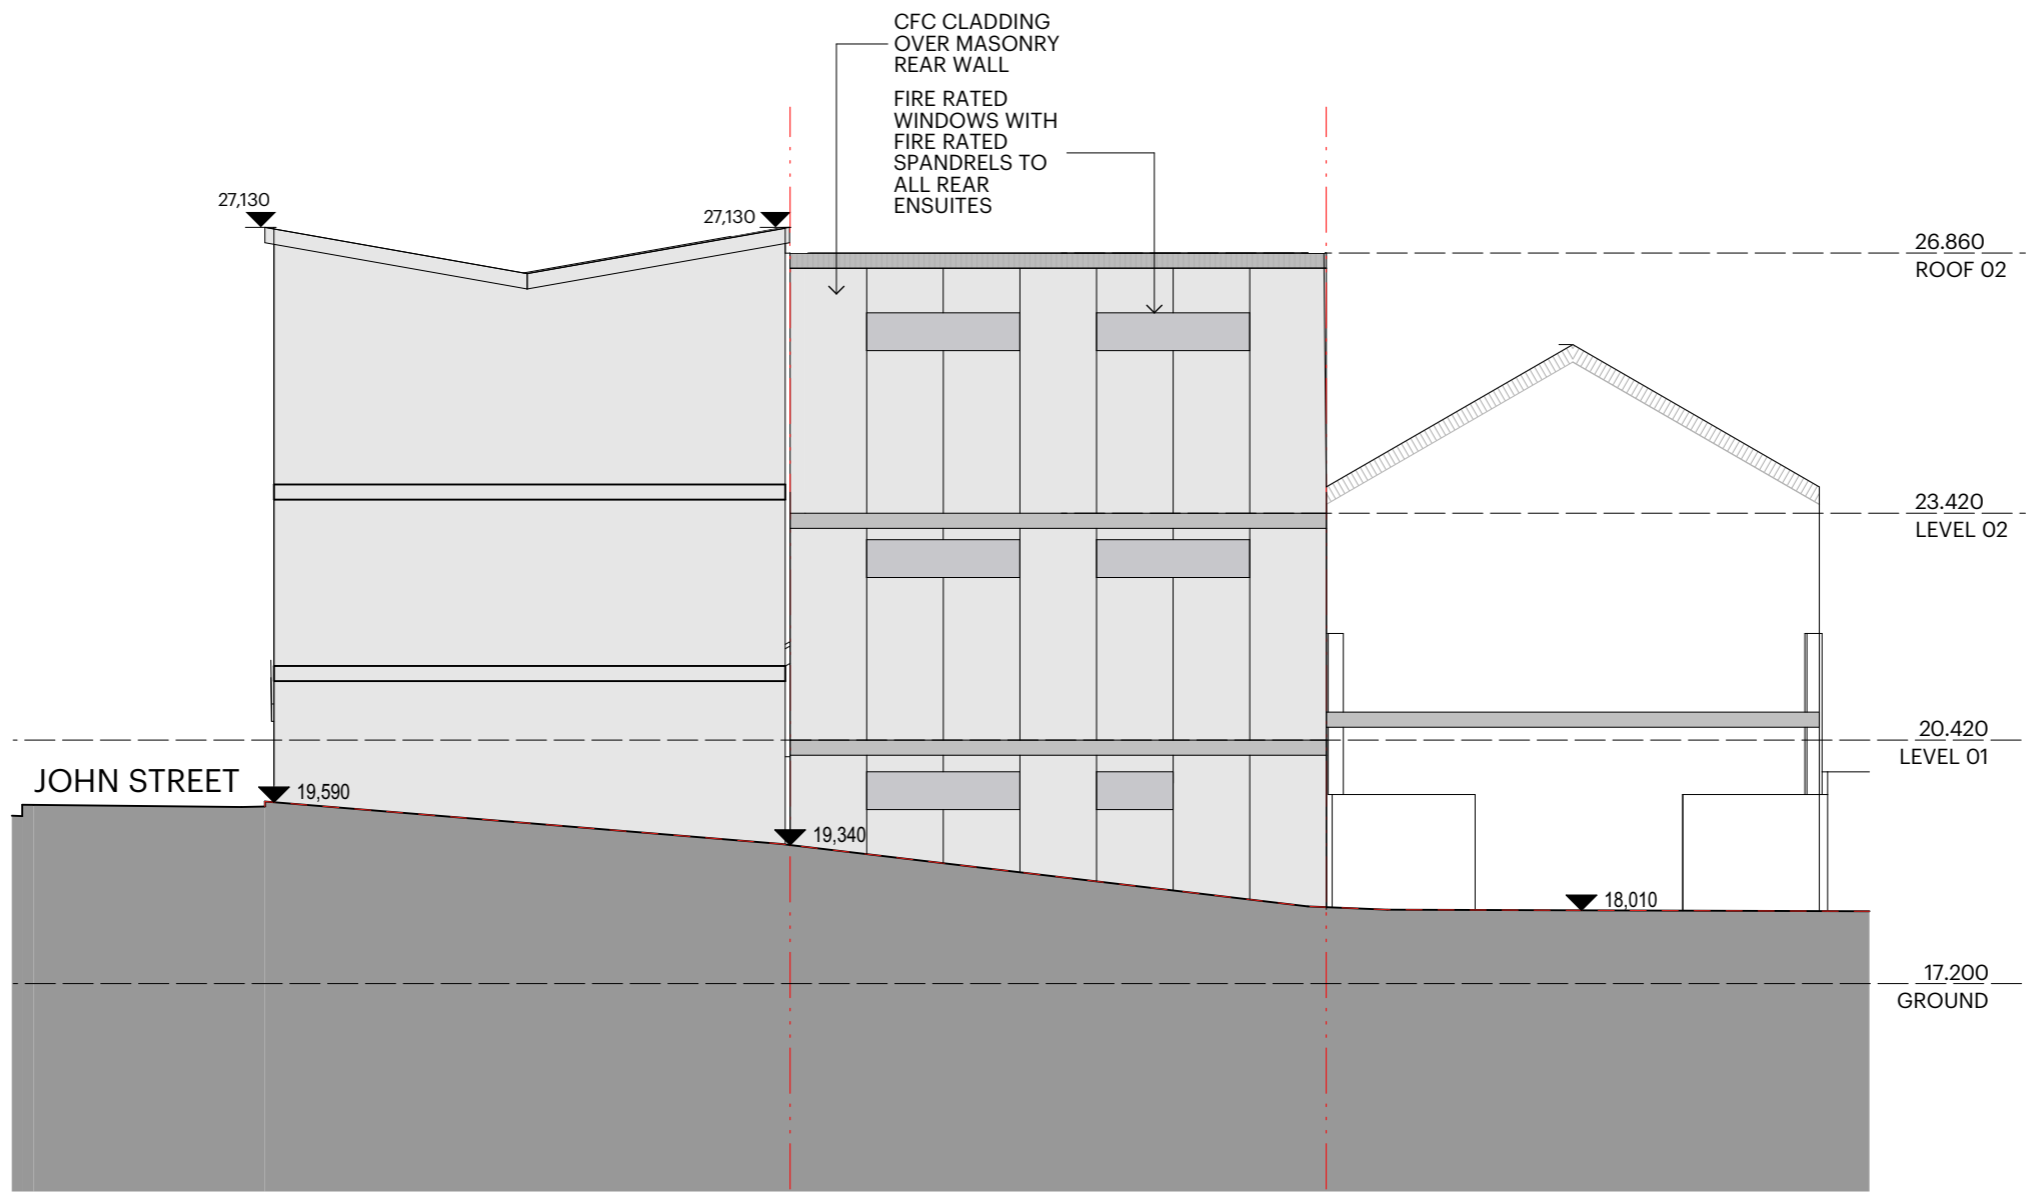 CFC CLADDING
OVER MASONRY
REAR WALL
FIRE RATED
WINDOWS WITH
FIRE RATED
SPANDRELS TO
ALL REAR
ENSUITES
27,130
27,130
26.860
ROOF 02
23.420
LEVEL 02
20.420
LEVEL 01
JOHN STREET
19,590
19,340
18,010
17.200
GROUND